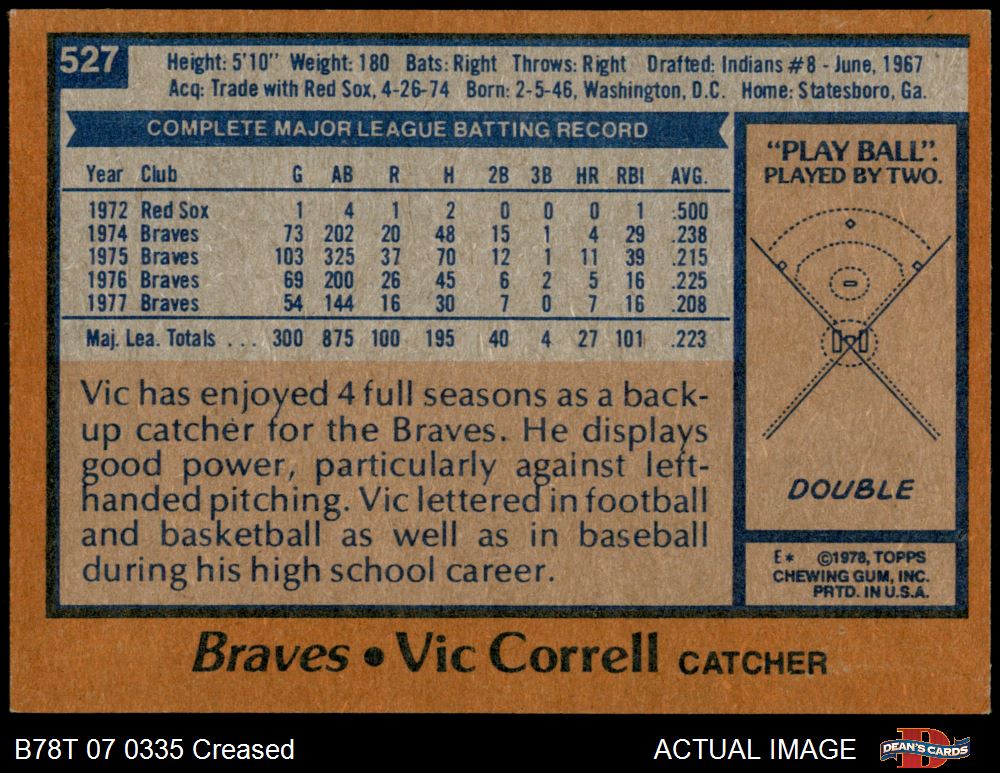 527
Height: 5'10" Weight: 180 Bats: Right Throws: Right Drafted: Indians #8 - June, 1967
Acq: Trade with Red Sox, 4-26-74 Born: 2-5-46, Washington, D.C. Home: Statesboro, Ga.
COMPLETE MAJOR LEAGUE BATTING RECORD
Year Club G AB R H 2B 3B HR RBI AVG.
1972 Red Sox 1 4 1 2 0 0 0 1 .500
1974 Braves 73 202 20 48 15 1 4 29 .238
1975 Braves 103 325 37 70 12 1 11 39 .215
1976 Braves 69 200 26 45 6 2 5 16 .225
1977 Braves 54 144 16 30 7 0 7 16 .208
Maj. Lea. Totals . . . 300 875 100 195 40 4 27 101 .223
Vic has enjoyed 4 full seasons as a back-
up catcher for the Braves. He displays
good power, particularly against left-
handed pitching. Vic lettered in football
and basketball as well as in baseball
during his high school career.
"PLAY BALL".
PLAYED BY TWO.
DOUBLE
E* ©1978, TOPPS
CHEWING GUM, INC.
PRTD. IN U.S.A.
Braves • Vic Correll CATCHER
B78T 07 0335 Creased
ACTUAL IMAGE
D
DEAN'S CARDS